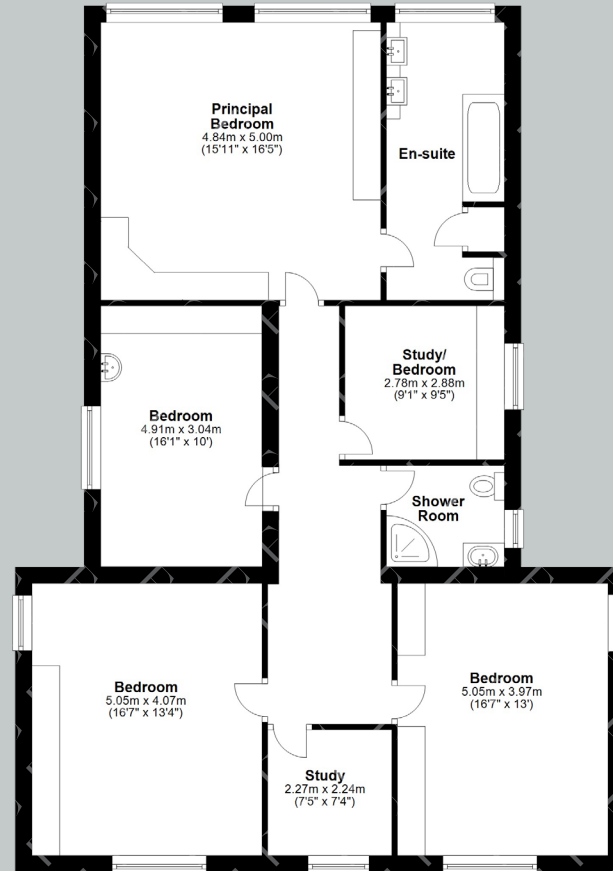 Principal
Bedroom
4.84m x 5.00m
(15'11" x 16'5")
En-suite
Study/
Bedroom
2.78m x 2.88m
(9'1" x 9'5")
Bedroom
4.91m x 3.04m
(16'1" x 10')
Shower
Room
Bedroom
5.05m x 4.07m
(16'7" x 13'4")
Bedroom
5.05m x 3.97m
(16'7" x 13')
Study
2.27m x 2.24m
(7'5" x 7'4")